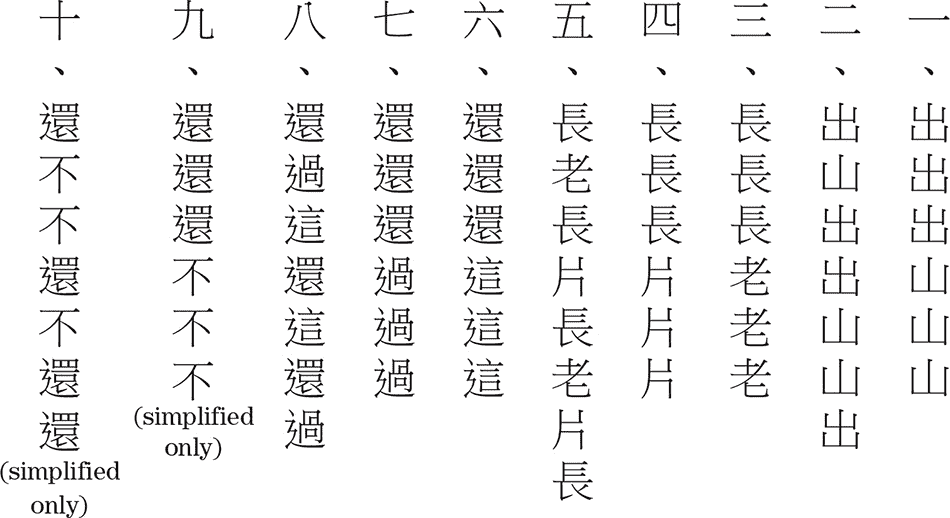 一、出出出山山山
二、出山出出山山出
三、長長長老老老
四、長長長片片片
五、長老長片長老片長
六、還還還這這這
七、還還還過過過
八、還過這還這還過
九、還還還不不不
(simplified
only)
十、還不不還不還還
(simplified
only)